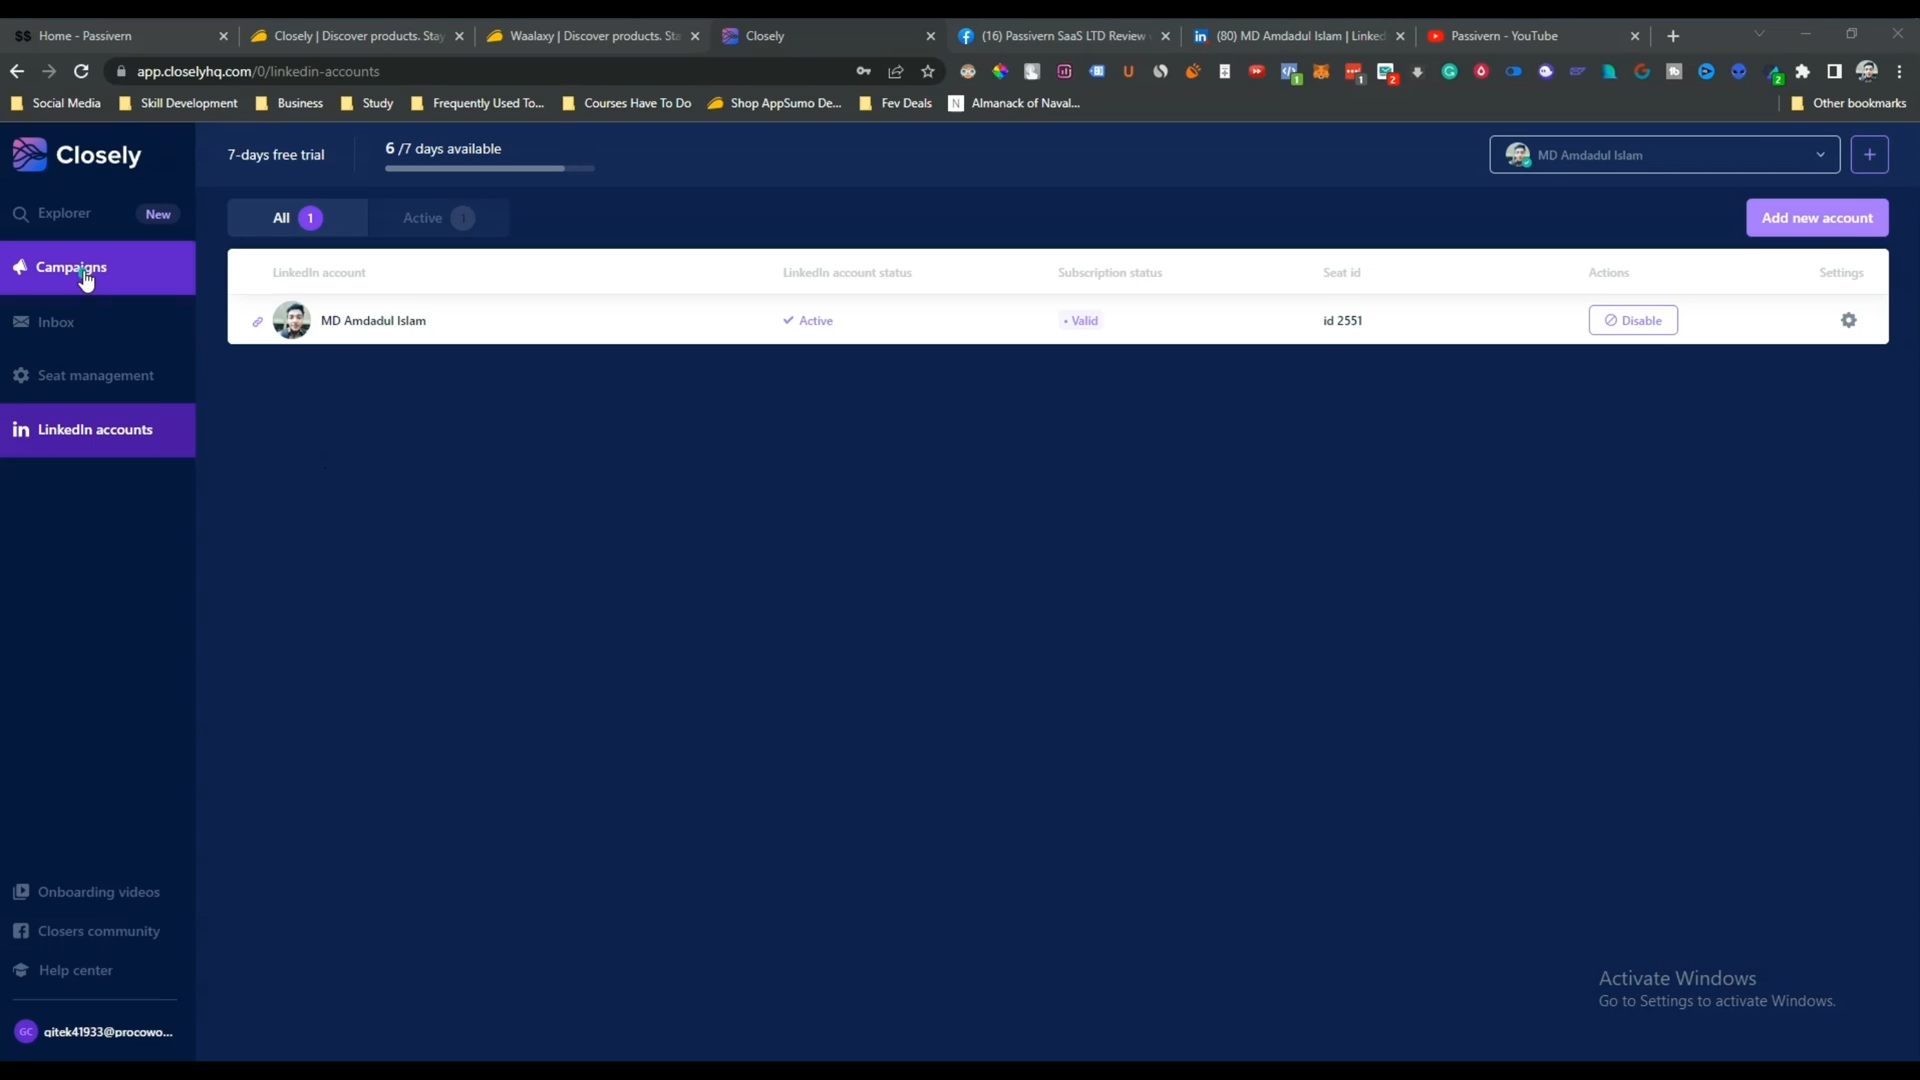 $$ Home - Passivern
Closely | Discover products. Stay
Waalaxy | Discover products. Sta
Closely
(16) Passivern SaaS LTD Review
in (80) MD Amdadul Islam | Linked
Passivern - YouTube
app.closelyhq.com/0/linkedin-accounts
Social Media
Skill Development
Business
Study
Frequently Used To...
Courses Have To Do
Shop AppSumo De...
Fev Deals
N Almanack of Naval...
Other bookmarks
Closely
7-days free trial
6 /7 days available
MD Amdadul Islam
+
Explorer New
All 1
Active 1
Add new account
Campaigns
LinkedIn account
LinkedIn account status
Subscription status
Seat id
Actions
Settings
MD Amdadul Islam
Active
• Valid
id 2551
Disable
Inbox
Seat management
in LinkedIn accounts
Onboarding videos
Closers community
Help center
Activate Windows
Go to Settings to activate Windows.
GC qitek41933@procowo...